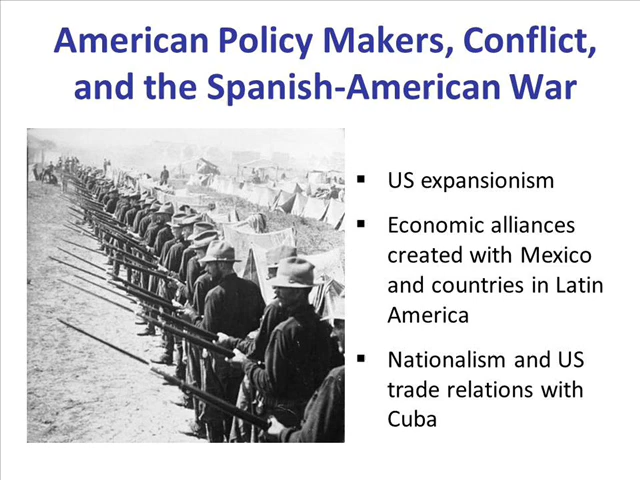 American Policy Makers, Conflict,
and the Spanish-American War
▪ US expansionism
▪ Economic alliances
created with Mexico
and countries in Latin
America
▪ Nationalism and US
trade relations with
Cuba